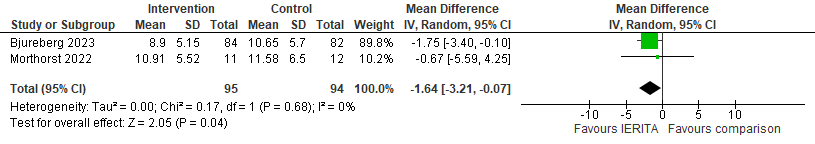 Intervention Control Mean Difference Mean Difference
Study or Subgroup Mean SD Total Mean SD Total Weight IV, Random, 95% CI IV, Random, 95% CI
Bjureberg 2023 8.9 5.15 84 10.65 5.7 82 89.8% -1.75 [-3.40, -0.10]
Morthorst 2022 10.91 5.52 11 11.58 6.5 12 10.2% -0.67 [-5.59, 4.25]
Total (95% CI) 95 94 100.0% -1.64 [-3.21, -0.07]
Heterogeneity: Tau² = 0.00; Chi² = 0.17, df = 1 (P = 0.68); I² = 0%
Test for overall effect: Z = 2.05 (P = 0.04)
-10 -5 0 5 10
Favours IERITA Favours comparison